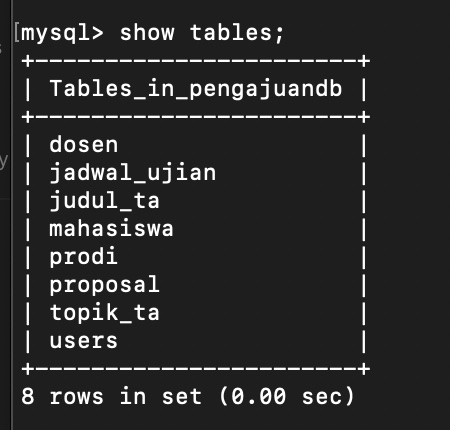 [mysql> show tables;
+----------------------+
| Tables_in_pengajuandb |
+----------------------+
| dosen                |
| jadwal_ujian         |
| judul_ta             |
| mahasiswa            |
| prodi                |
| proposal             |
| topik_ta             |
| users                |
+----------------------+
8 rows in set (0.00 sec)